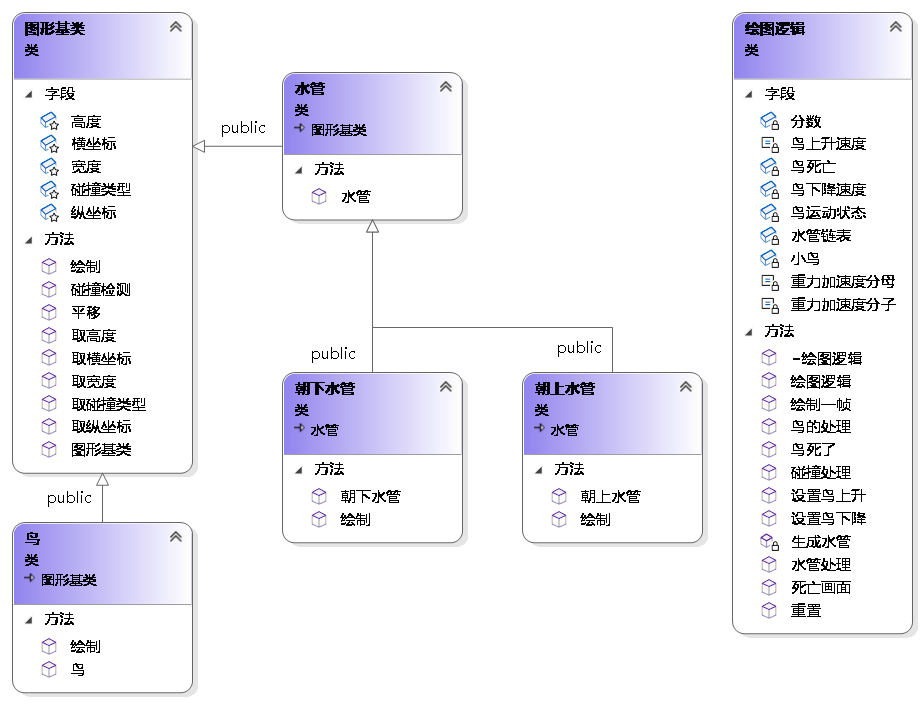 图形基类
类
字段
高度
横坐标
宽度
碰撞类型
纵坐标
方法
绘制
碰撞检测
平移
取高度
取横坐标
取宽度
取碰撞类型
取纵坐标
图形基类
public
鸟
类
图形基类
方法
绘制
鸟
public
水管
类
图形基类
方法
水管
public
朝下水管
类
水管
方法
朝下水管
绘制
public
朝上水管
类
水管
方法
朝上水管
绘制
绘图逻辑
类
字段
分数
鸟上升速度
鸟死亡
鸟下降速度
鸟运动状态
水管链表
小鸟
重力加速度分母
重力加速度分子
方法
~绘图逻辑
绘图逻辑
绘制一帧
鸟的处理
鸟死了
碰撞处理
设置鸟上升
设置鸟下降
生成水管
水管处理
死亡画面
重置